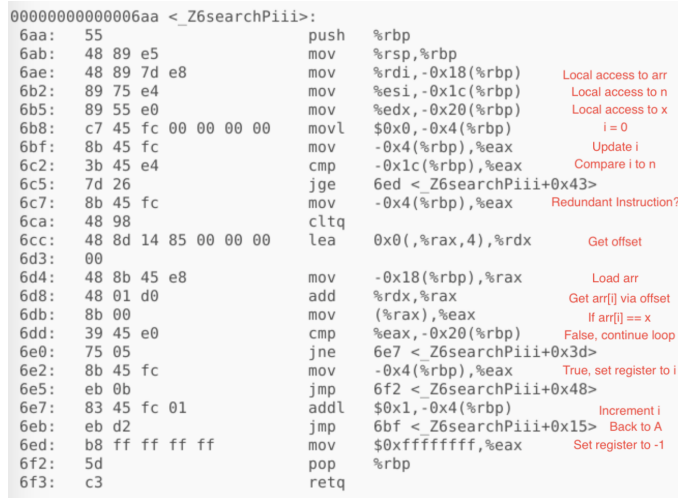 00000000000006aa <_Z6searchPiii>:
6aa: 55 push %rbp
6ab: 48 89 e5 mov %rsp,%rbp
6ae: 48 89 7d e8 mov %rdi,-0x18(%rbp) Local access to arr
6b2: 89 75 e4 mov %esi,-0x1c(%rbp) Local access to n
6b5: 89 55 e0 mov %edx,-0x20(%rbp) Local access to x
6b8: c7 45 fc 00 00 00 00 movl $0x0,-0x4(%rbp) i = 0
6bf: 8b 45 fc mov -0x4(%rbp),%eax Update i
6c2: 3b 45 e4 cmp -0x1c(%rbp),%eax Compare i to n
6c5: 7d 26 jge 6ed <_Z6searchPiii+0x43>
6c7: 8b 45 fc mov -0x4(%rbp),%eax Redundant Instruction?
6ca: 48 98 cltq
6cc: 48 8d 14 85 00 00 00 lea 0x0(,%rax,4),%rdx Get offset
6d3: 00
6d4: 48 8b 45 e8 mov -0x18(%rbp),%rax Load arr
6d8: 48 01 d0 add %rdx,%rax Get arr[i] via offset
6db: 8b 00 mov (%rax),%eax If arr[i] == x
6dd: 39 45 e0 cmp %eax,-0x20(%rbp) False, continue loop
6e0: 75 05 jne 6e7 <_Z6searchPiii+0x3d>
6e2: 8b 45 fc mov -0x4(%rbp),%eax True, set register to i
6e5: eb 0b jmp 6f2 <_Z6searchPiii+0x48>
6e7: 83 45 fc 01 addl $0x1,-0x4(%rbp) Increment i
6eb: eb d2 jmp 6bf <_Z6searchPiii+0x15> Back to A
6ed: b8 ff ff ff ff mov $0xffffffff,%eax Set register to -1
6f2: 5d pop %rbp
6f3: c3 retq